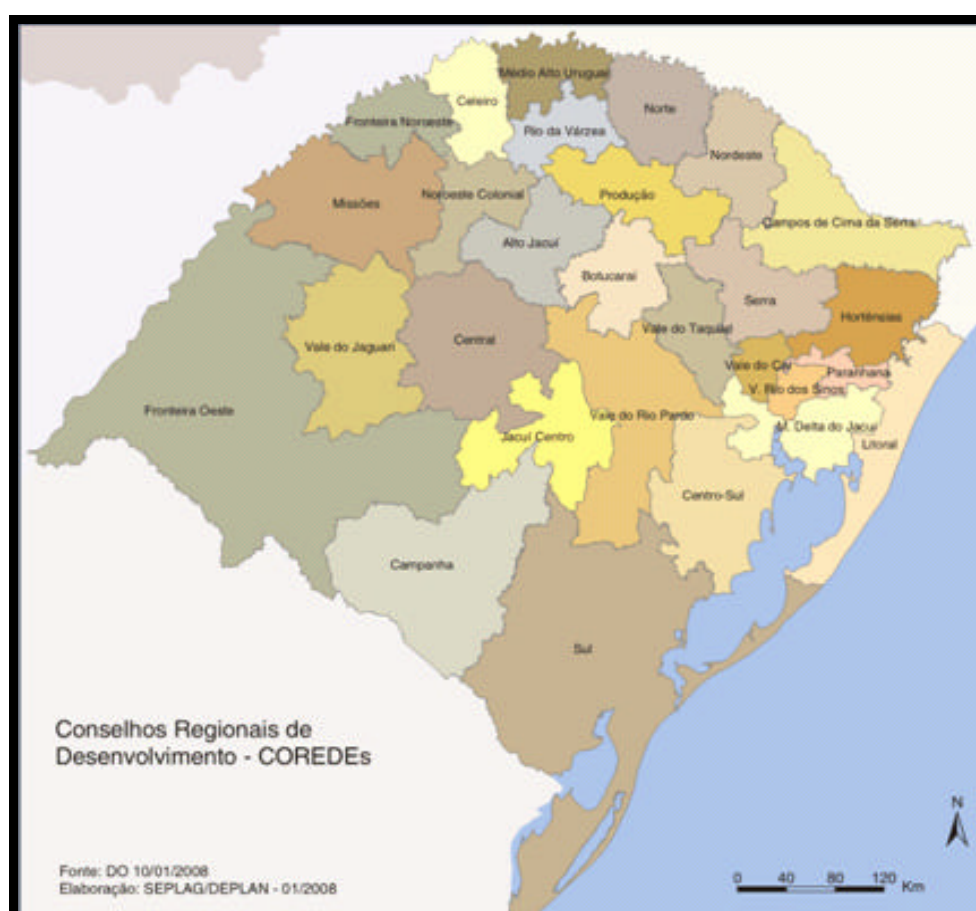 Médio Alto Uruguai
Celeiro
Norte
Fronteira Noroeste
Rio da Várzea
Nordeste
Noroeste Colonial
Produção
Missões
Campos de Cima da Serra
Alto Jacuí
Botucaraí
Serra
Hortênsias
Vale do Taquari
Central
Vale do Jaguari
Vale do Caí
Paranhana
V. Rio dos Sinos
Fronteira Oeste
Vale do Rio Pardo
M. Delta do Jacuí
Jacuí Centro
Litoral
Centro-Sul
Campanha
Sul
Conselhos Regionais de
Desenvolvimento - COREDEs
N
Fonte: DO 10/01/2008
Elaboração: SEPLAG/DEPLAN - 01/2008
0 40 80 120
Km